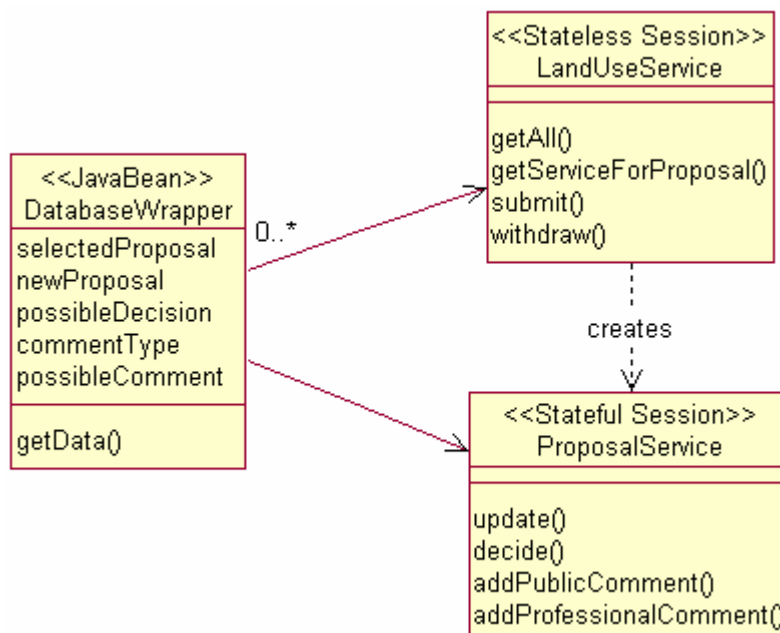 <<Stateless Session>>
LandUseService
getAll()
getServiceForProposal()
submit()
withdraw()
<<JavaBean>>
DatabaseWrapper
selectedProposal
newProposal
possibleDecision
commentType
possibleComment
getData()
0..*
creates
<<Stateful Session>>
ProposalService
update()
decide()
addPublicComment()
addProfessionalComment()